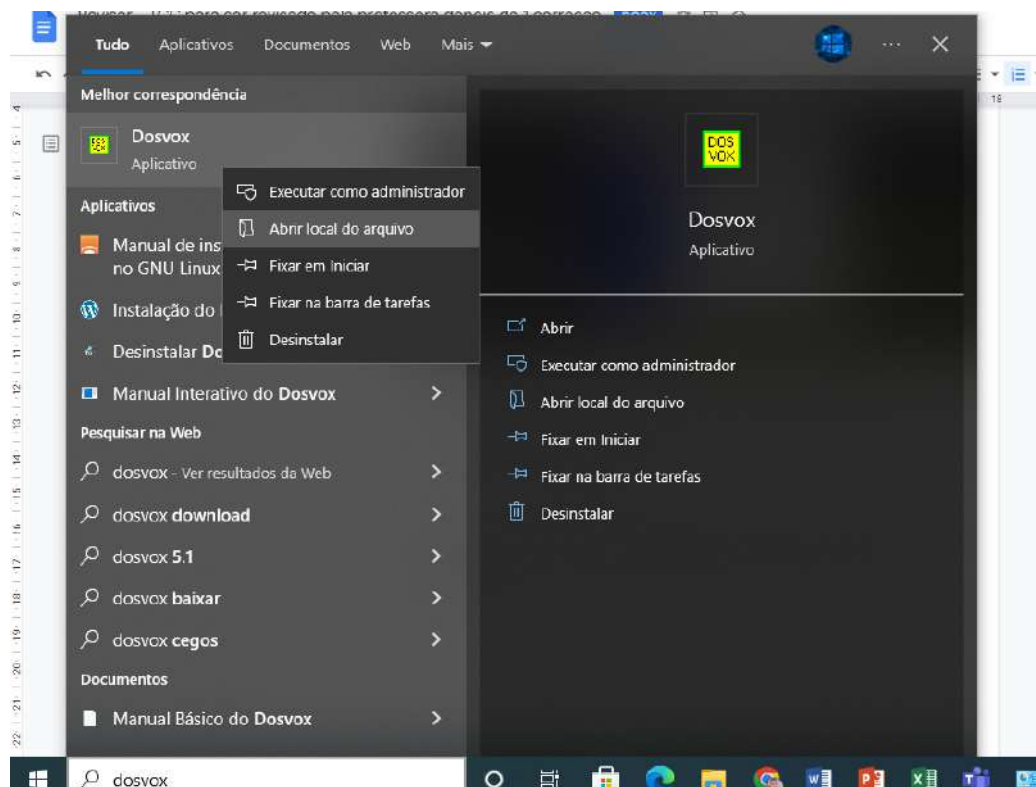 Tudo Aplicativos Documentos Web Mais
Melhor correspondência
Dosvox
Aplicativo
Executar como administrador
Abrir local do arquivo
Fixar em Iniciar
Fixar na barra de tarefas
Desinstalar
Aplicativos
Manual de ins
no GNU Linux
Instalação do
Desinstalar Do
Manual Interativo do Dosvox
Pesquisar na Web
dosvox - Ver resultados da Web
dosvox download
dosvox 5.1
dosvox baixar
dosvox cegos
Documentos
Manual Básico do Dosvox
dosvox
DOS
VOX
Dosvox
Aplicativo
Abrir
Executar como administrador
Abrir local do arquivo
Fixar em Iniciar
Fixar na barra de tarefas
Desinstalar